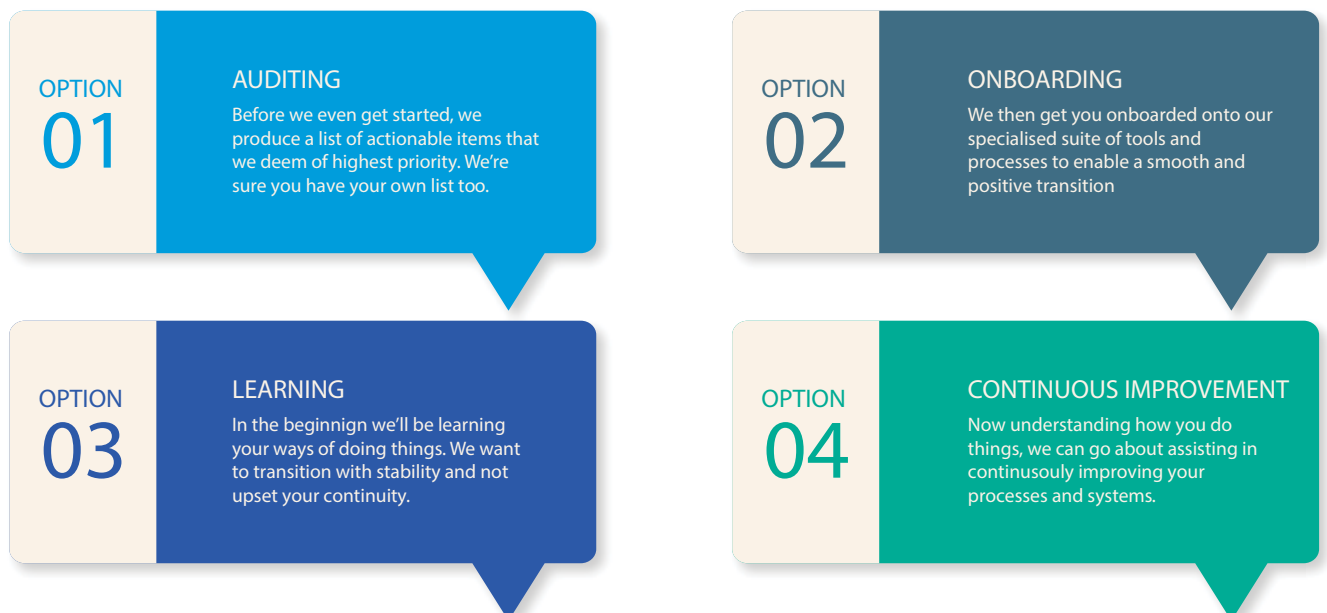 OPTION
01
AUDITING
Before we even get started, we
produce a list of actionable items that
we deem of highest priority. We’re
sure you have your own list too.
OPTION
02
ONBOARDING
We then get you onboarded onto our
specialised suite of tools and
processes to enable a smooth and
positive transition
OPTION
03
LEARNING
In the beginnign we’ll be learning
your ways of doing things. We want
to transition with stability and not
upset your continuity.
OPTION
04
CONTINUOUS IMPROVEMENT
Now understanding how you do
things, we can go about assisting in
continusouly improving your
processes and systems.